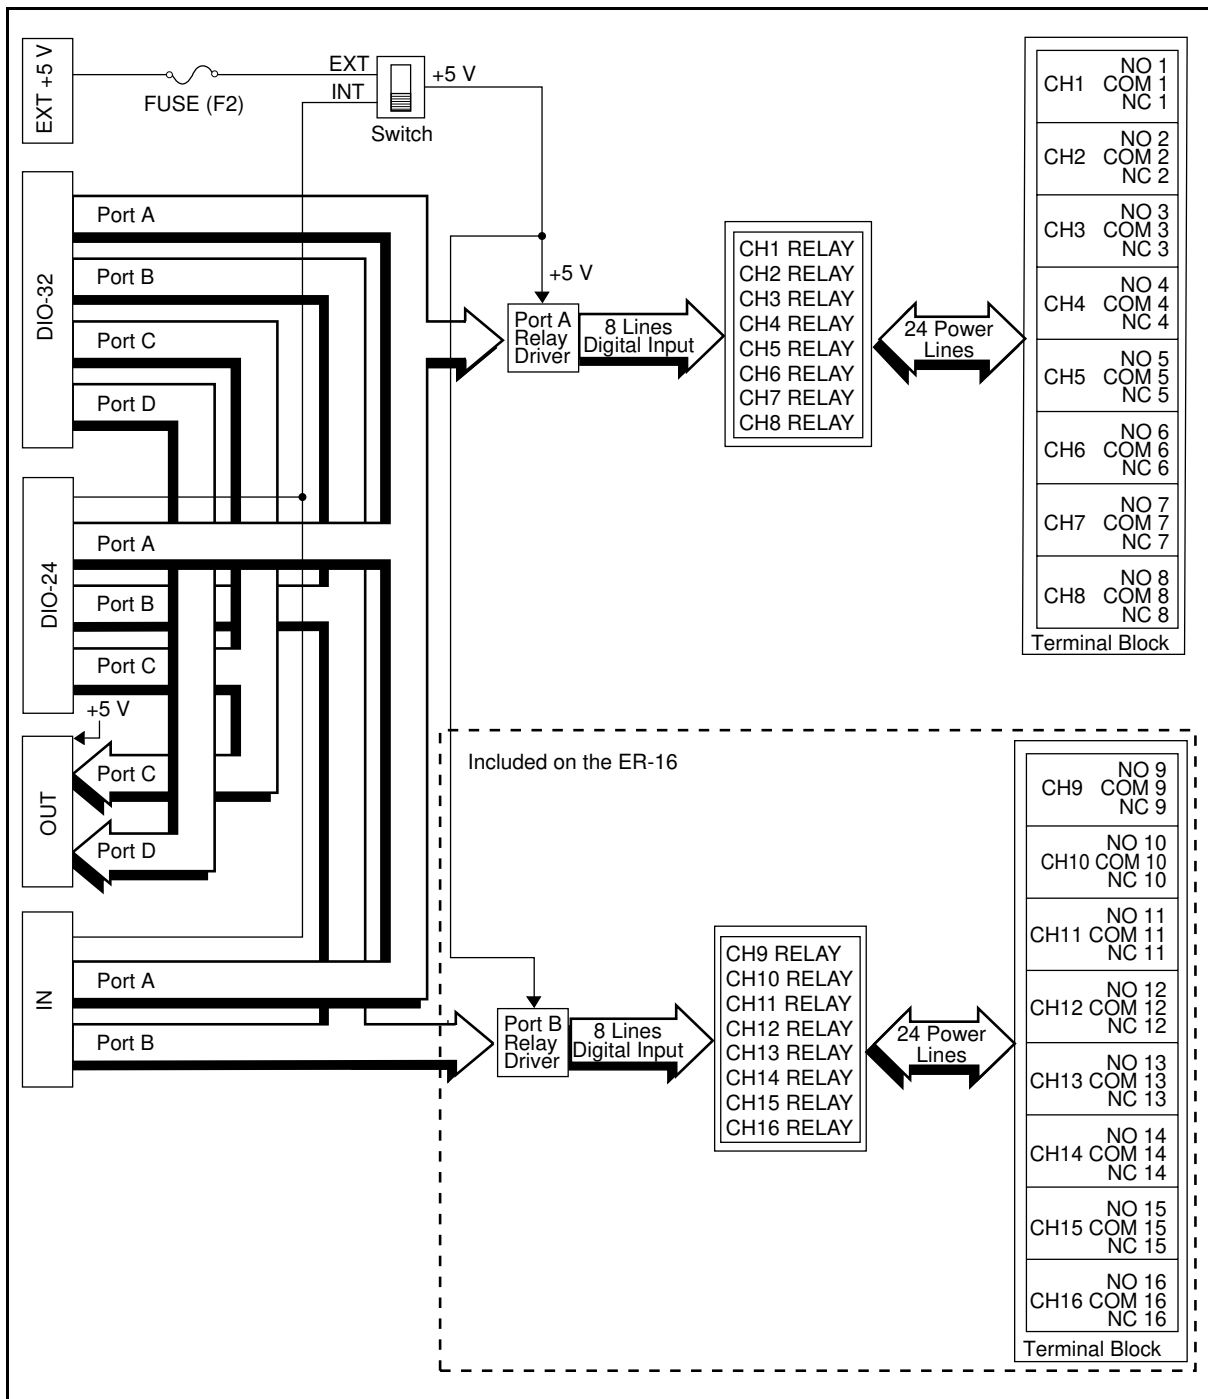 EXT +5 V
FUSE (F2)
EXT
INT
Switch
+5 V
DIO-32
Port A
Port B
Port C
Port D
DIO-24
Port A
Port B
Port C
+5 V
OUT
Port C
Port D
IN
Port A
Port B
+5 V
Port A
Relay
Driver
8 Lines
Digital Input
CH1 RELAY
CH2 RELAY
CH3 RELAY
CH4 RELAY
CH5 RELAY
CH6 RELAY
CH7 RELAY
CH8 RELAY
24 Power
Lines
NO 1
CH1 COM 1
NC 1
NO 2
CH2 COM 2
NC 2
NO 3
CH3 COM 3
NC 3
NO 4
CH4 COM 4
NC 4
NO 5
CH5 COM 5
NC 5
NO 6
CH6 COM 6
NC 6
NO 7
CH7 COM 7
NC 7
NO 8
CH8 COM 8
NC 8
Terminal Block
Included on the ER-16
Port B
Relay
Driver
8 Lines
Digital Input
CH9 RELAY
CH10 RELAY
CH11 RELAY
CH12 RELAY
CH13 RELAY
CH14 RELAY
CH15 RELAY
CH16 RELAY
24 Power
Lines
NO 9
CH9 COM 9
NC 9
NO 10
CH10 COM 10
NC 10
NO 11
CH11 COM 11
NC 11
NO 12
CH12 COM 12
NC 12
NO 13
CH13 COM 13
NC 13
NO 14
CH14 COM 14
NC 14
NO 15
CH15 COM 15
NC 15
NO 16
CH16 COM 16
NC 16
Terminal Block